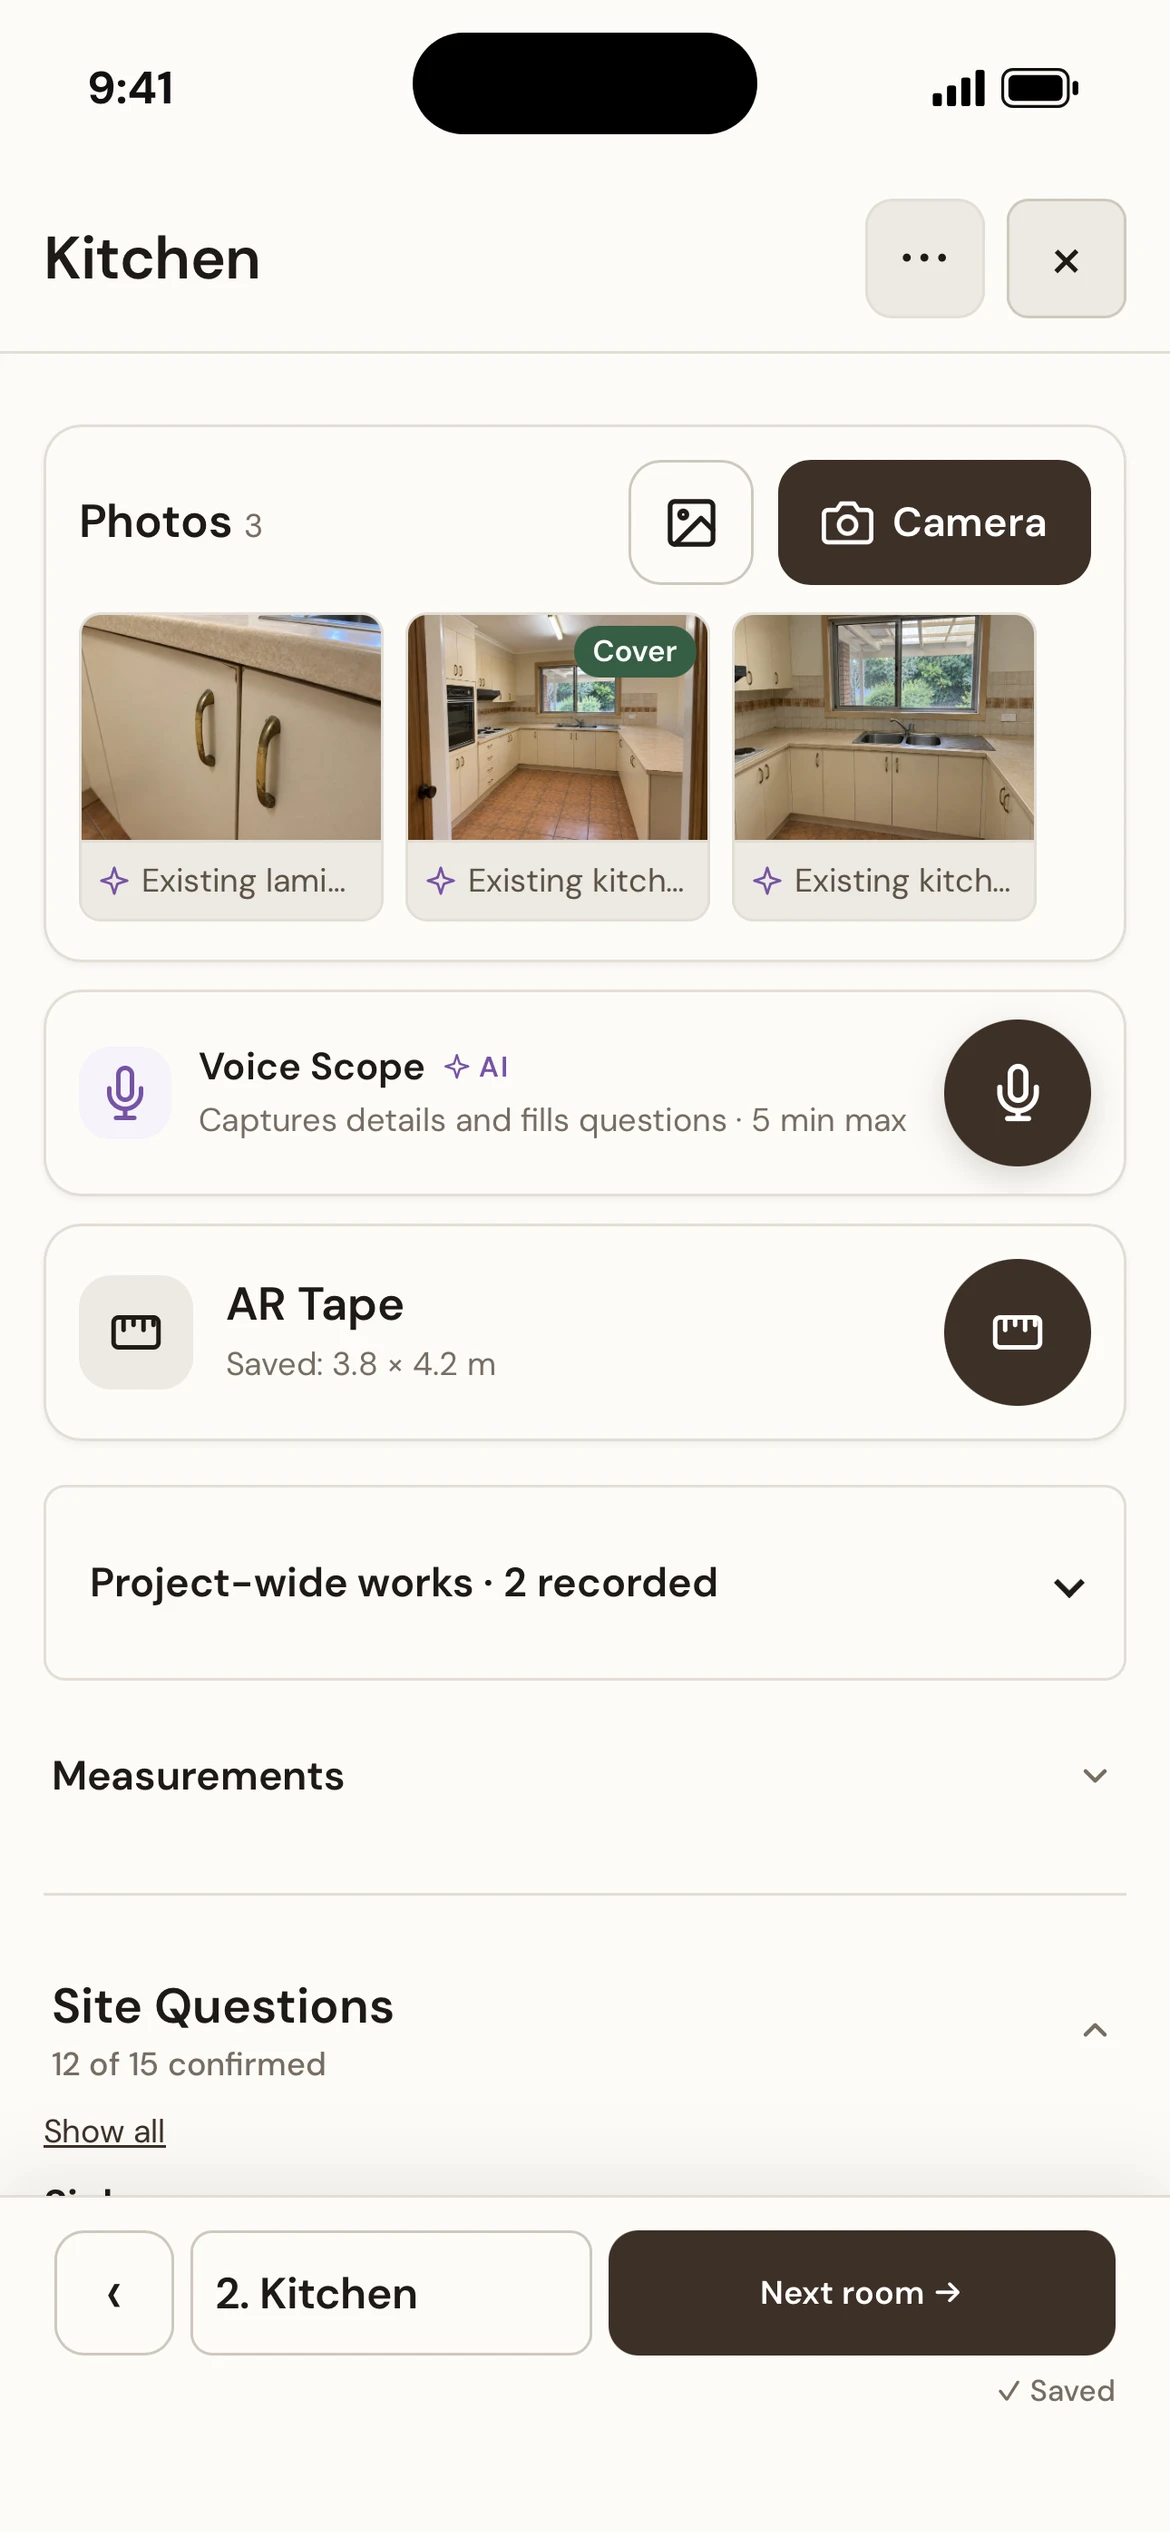 9:41
Kitchen
Photos 3
Camera
Cover
Existing lami...
Existing kitch...
Existing kitch...
Voice Scope AI
Captures details and fills questions · 5 min max
AR Tape
Saved: 3.8 × 4.2 m
Project-wide works · 2 recorded
Measurements
Site Questions
12 of 15 confirmed
Show all
2. Kitchen
Next room →
✓ Saved